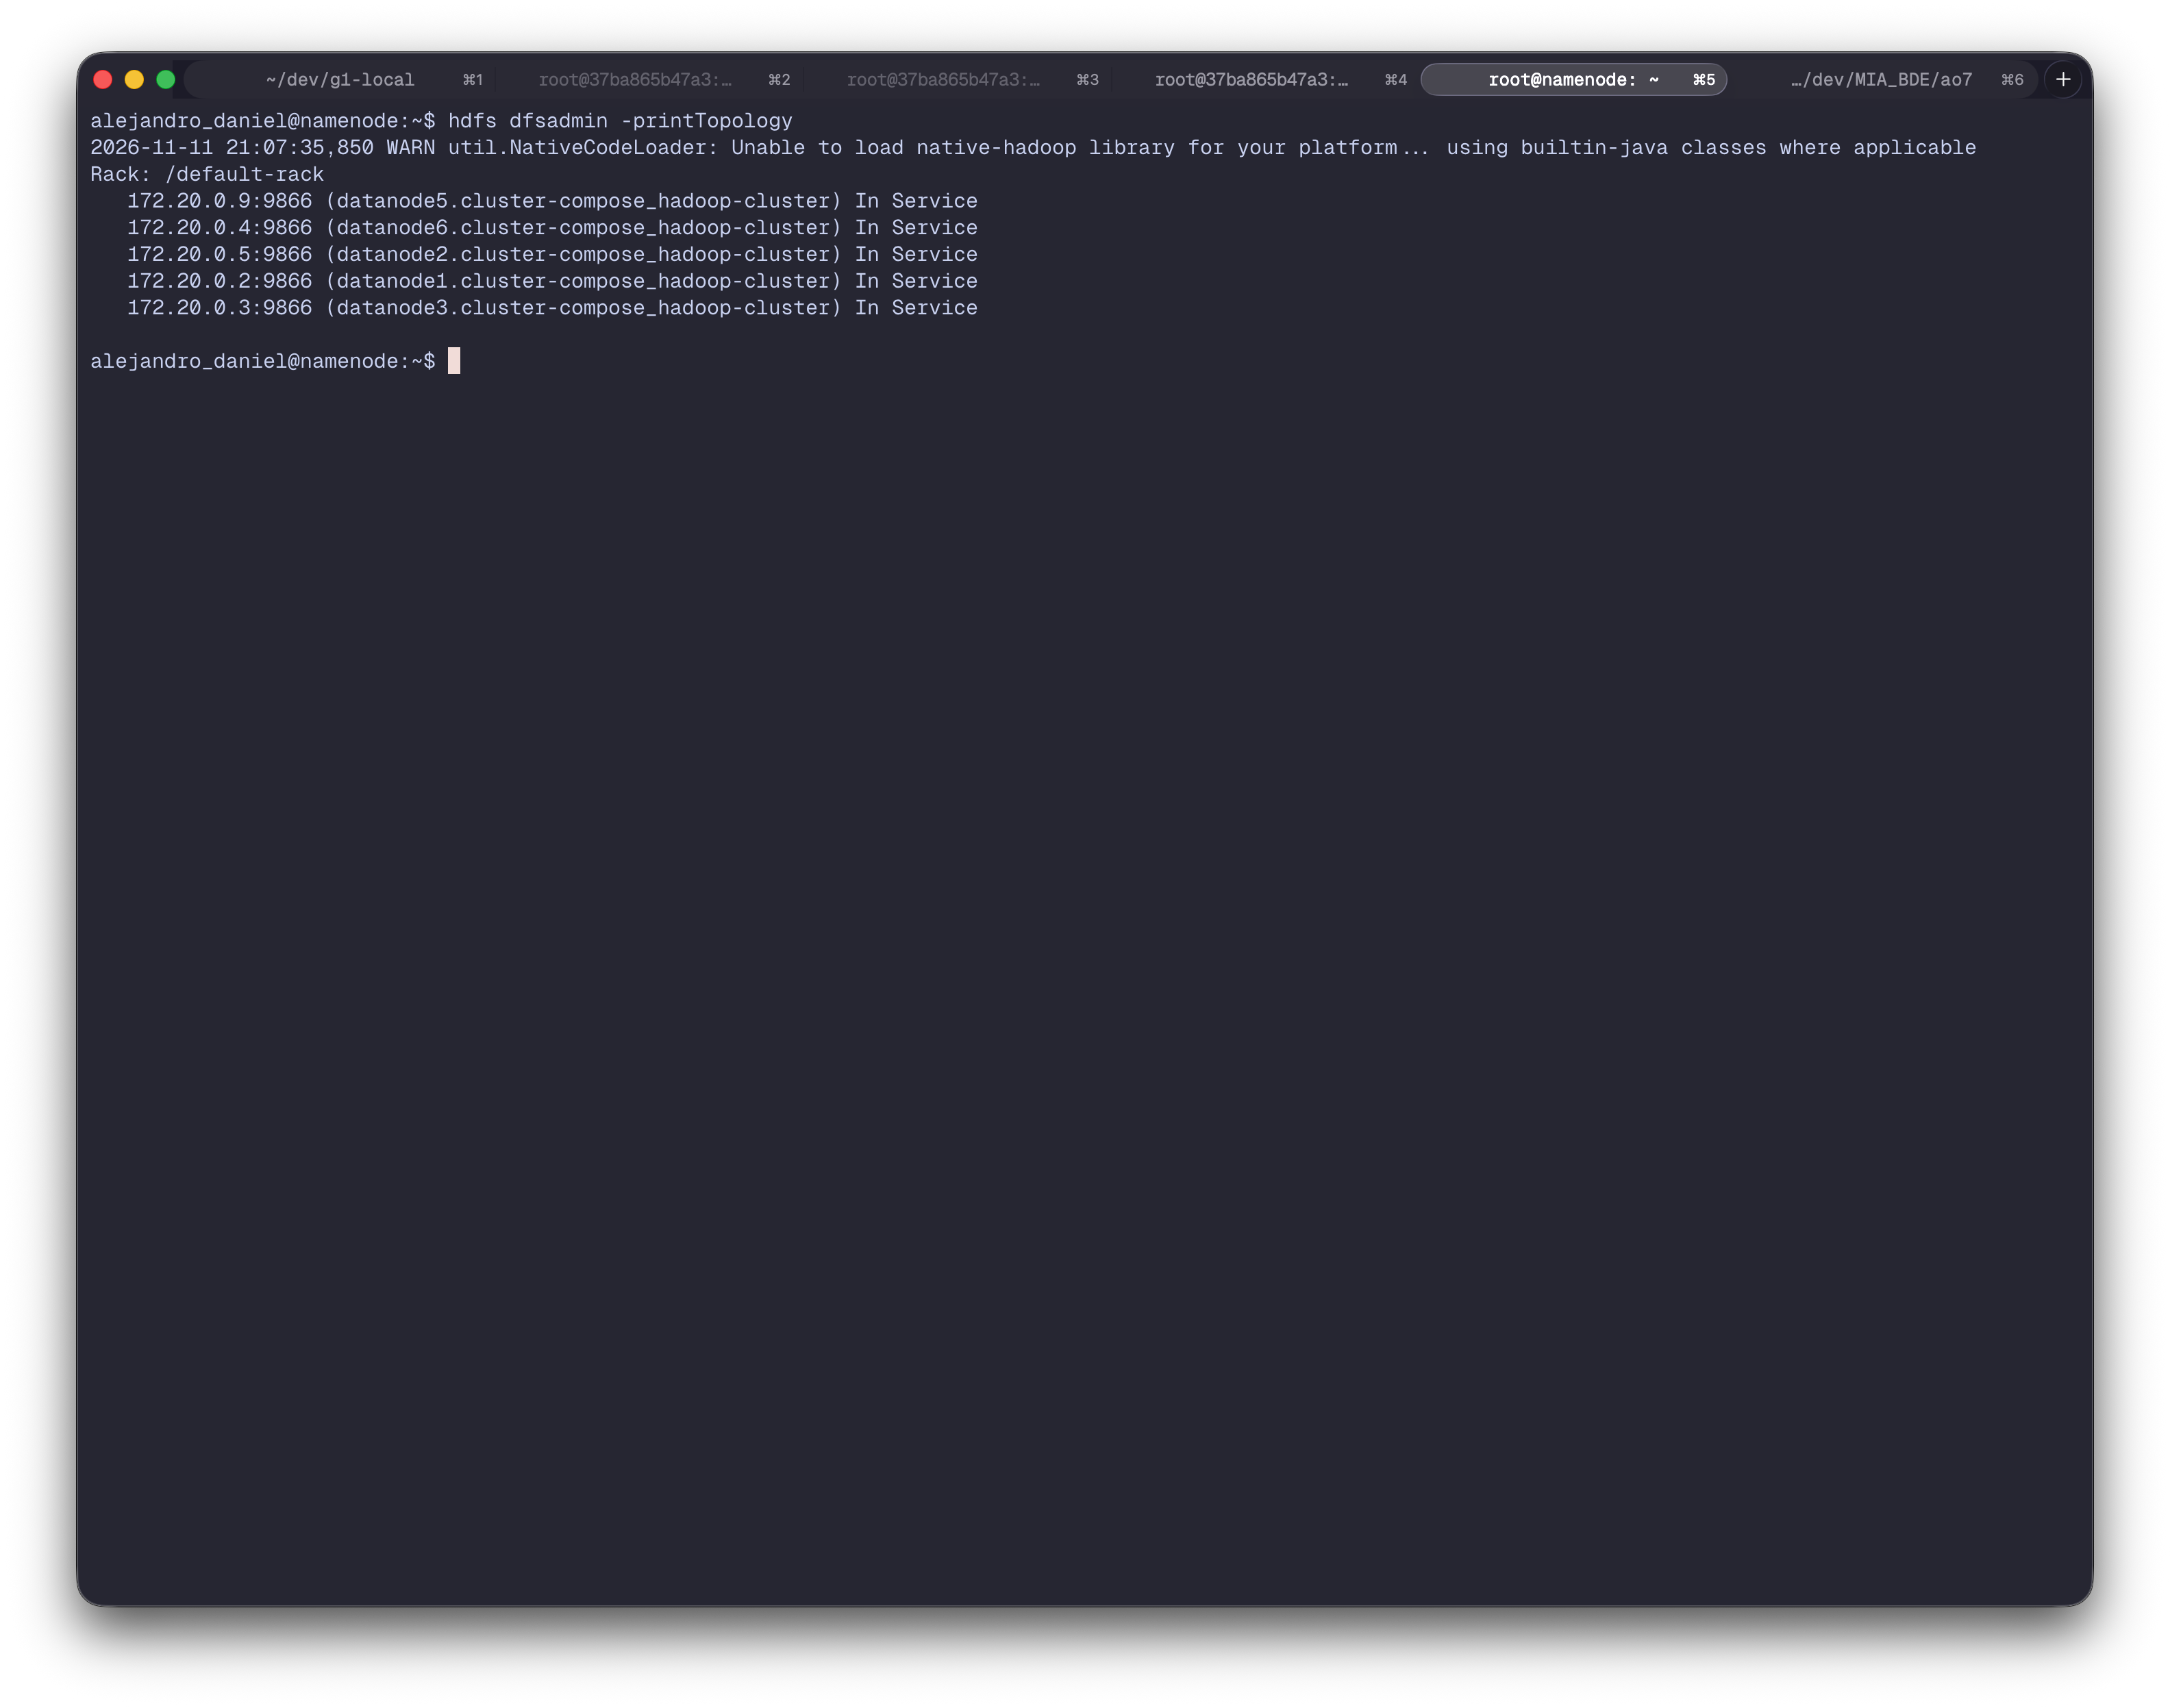 ~/dev/g1-local ⌘1 root@37ba865b47a3:… ⌘2 root@37ba865b47a3:… ⌘3 root@37ba865b47a3:… ⌘4 root@namenode: ~ ⌘5 …/dev/MIA_BDE/ao7 ⌘6 +
alejandro_daniel@namenode:~$ hdfs dfsadmin -printTopology
2026-11-11 21:07:35,850 WARN util.NativeCodeLoader: Unable to load native-hadoop library for your platform... using builtin-java classes where applicable
Rack: /default-rack
   172.20.0.9:9866 (datanode5.cluster-compose_hadoop-cluster) In Service
   172.20.0.4:9866 (datanode6.cluster-compose_hadoop-cluster) In Service
   172.20.0.5:9866 (datanode2.cluster-compose_hadoop-cluster) In Service
   172.20.0.2:9866 (datanode1.cluster-compose_hadoop-cluster) In Service
   172.20.0.3:9866 (datanode3.cluster-compose_hadoop-cluster) In Service
alejandro_daniel@namenode:~$